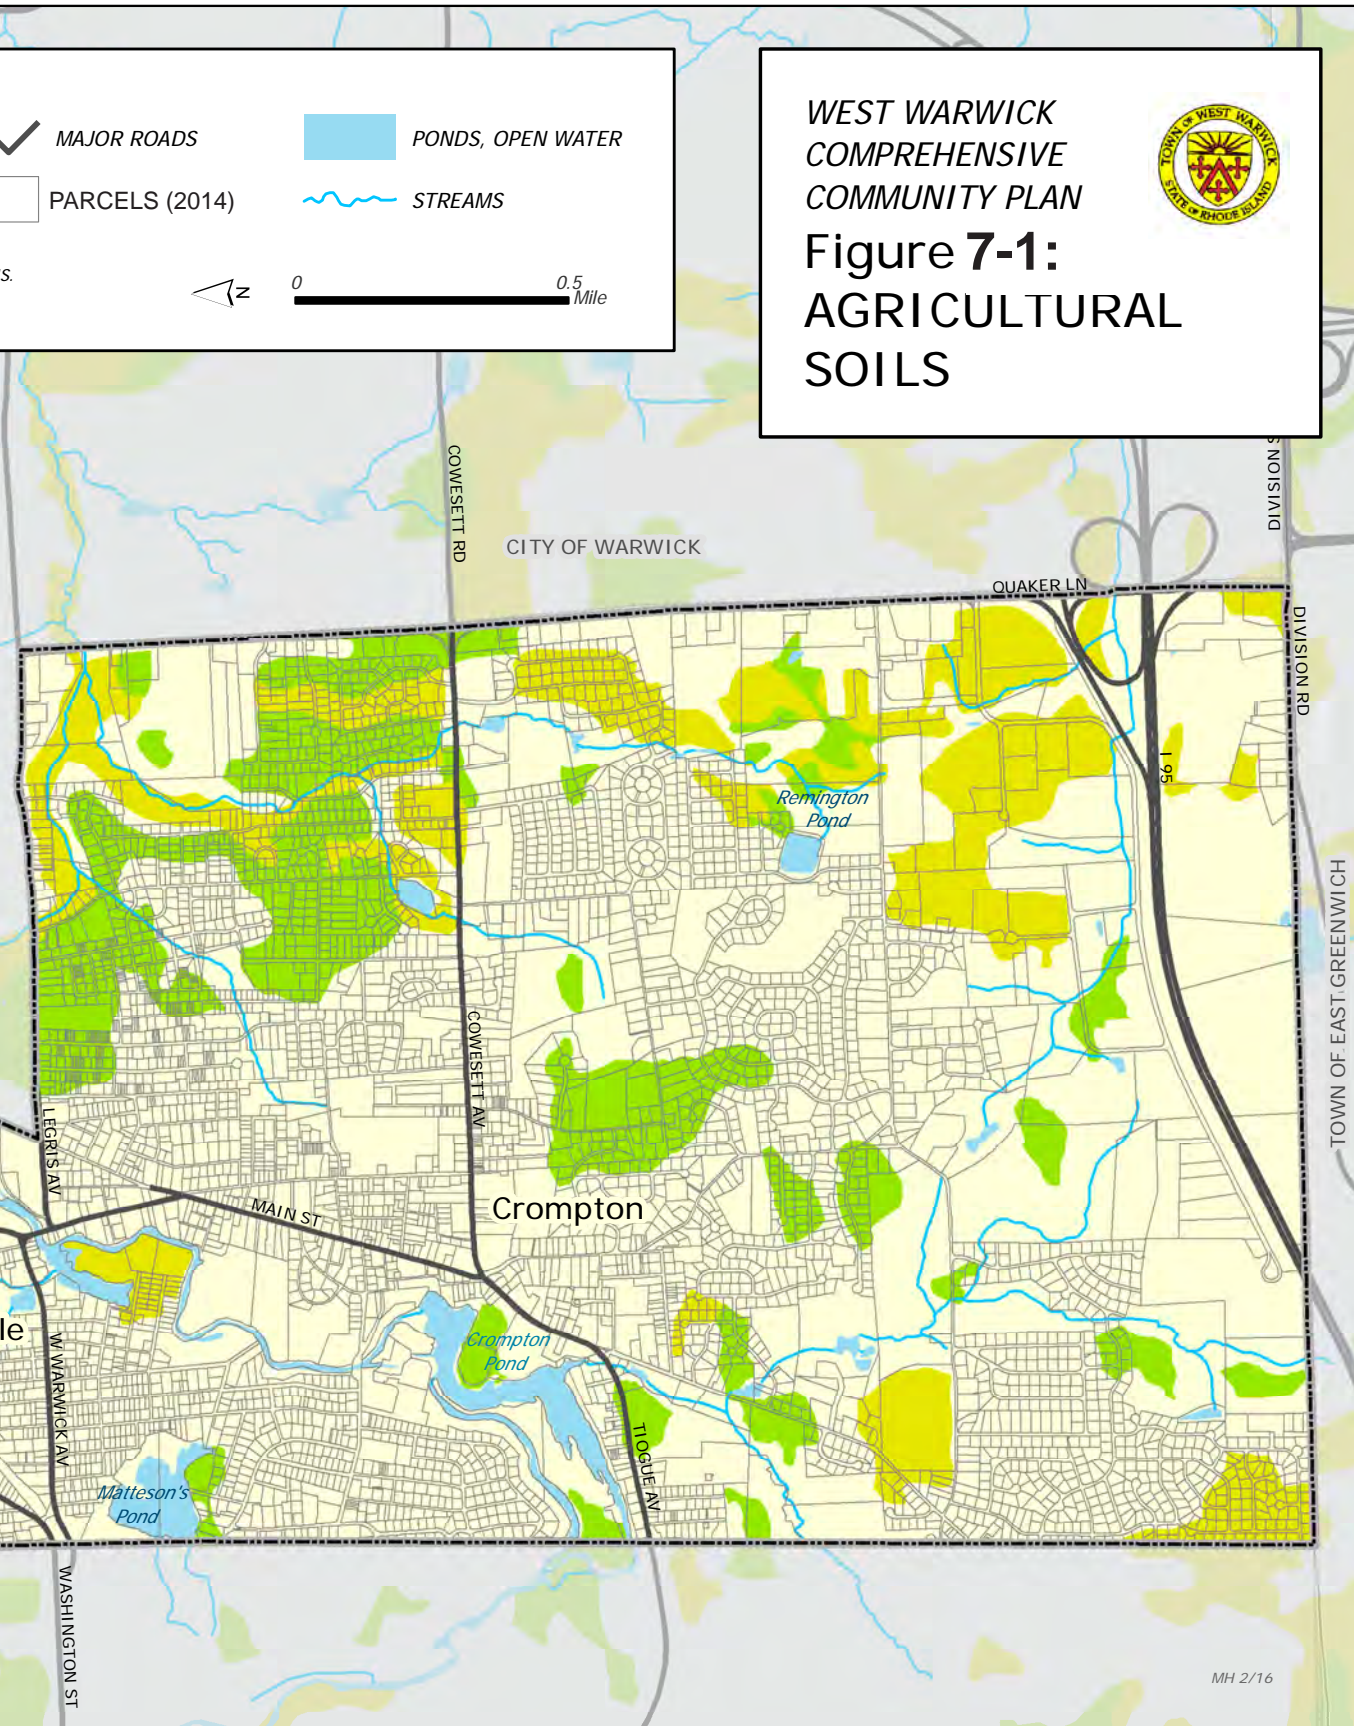 MAJOR ROADS
PONDS, OPEN WATER
PARCELS (2014)
STREAMS
S.
N
0
0.5
Mile
WEST WARWICK
COMPREHENSIVE
COMMUNITY PLAN
Figure 7-1:
AGRICULTURAL
SOILS
TOWN OF WEST WARWICK
STATE OF RHODE ISLAND
COWESETT RD
CITY OF WARWICK
DIVISION S
QUAKER LN
DIVISION RD
I 95
Remington
Pond
TOWN OF EAST GREENWICH
COWESETT AV
LEGRIS AV
MAIN ST
Crompton
le
Crompton
Pond
W WARWICK AV
TIOGUE AV
Matteson's
Pond
WASHINGTON ST
MH 2/16